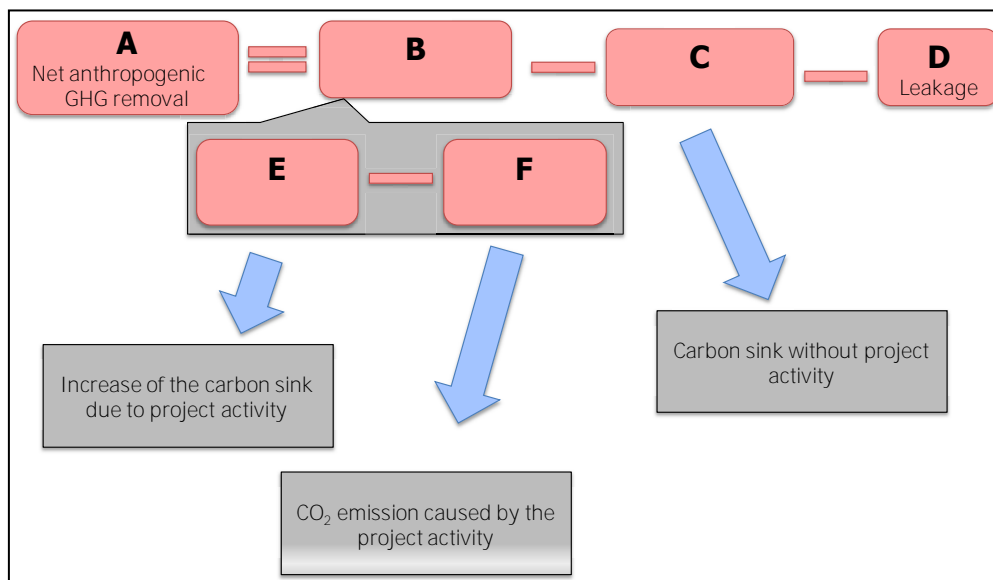 A
Net anthropogenic
GHG removal
B
C
D
Leakage
E
F
Increase of the carbon sink
due to project activity
CO₂ emission caused by the
project activity
Carbon sink without project
activity